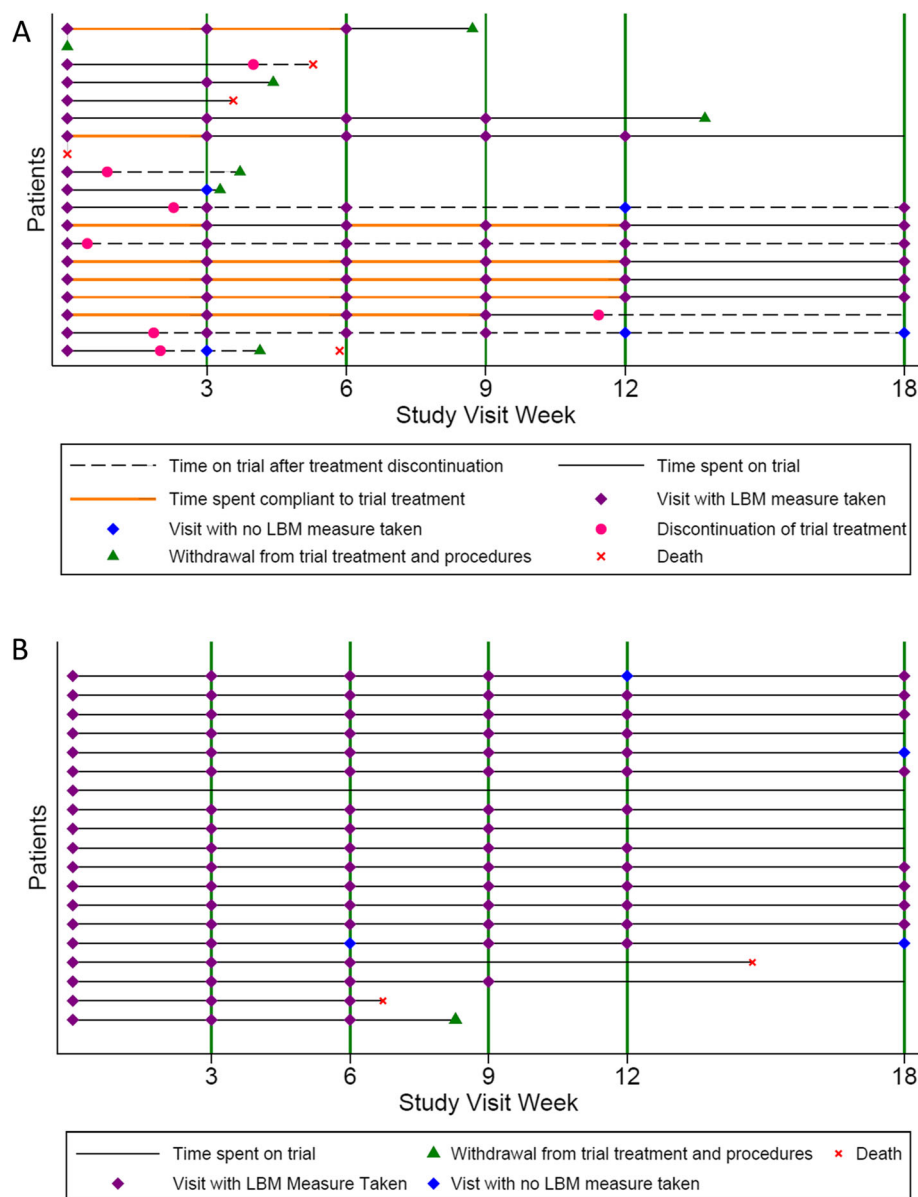 A
Patients
3 6 9 12 18
Study Visit Week
Time on trial after treatment discontinuation Time spent on trial
Time spent compliant to trial treatment Visit with LBM measure taken
Visit with no LBM measure taken Discontinuation of trial treatment
Withdrawal from trial treatment and procedures Death
B
Patients
3 6 9 12 18
Study Visit Week
Time spent on trial Withdrawal from trial treatment and procedures Death
Visit with LBM Measure Taken Vist with no LBM measure taken